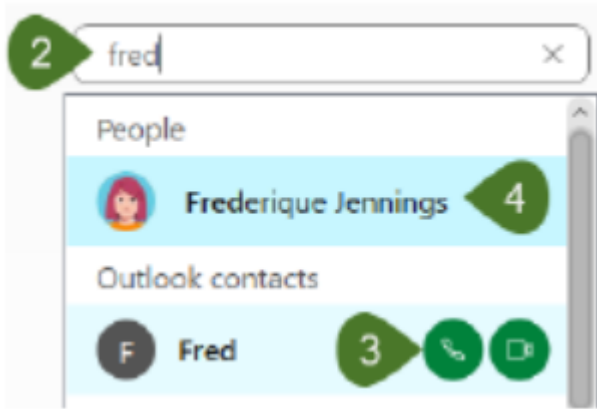 2 fred
People
Frederique Jennings 4
Outlook contacts
F Fred 3